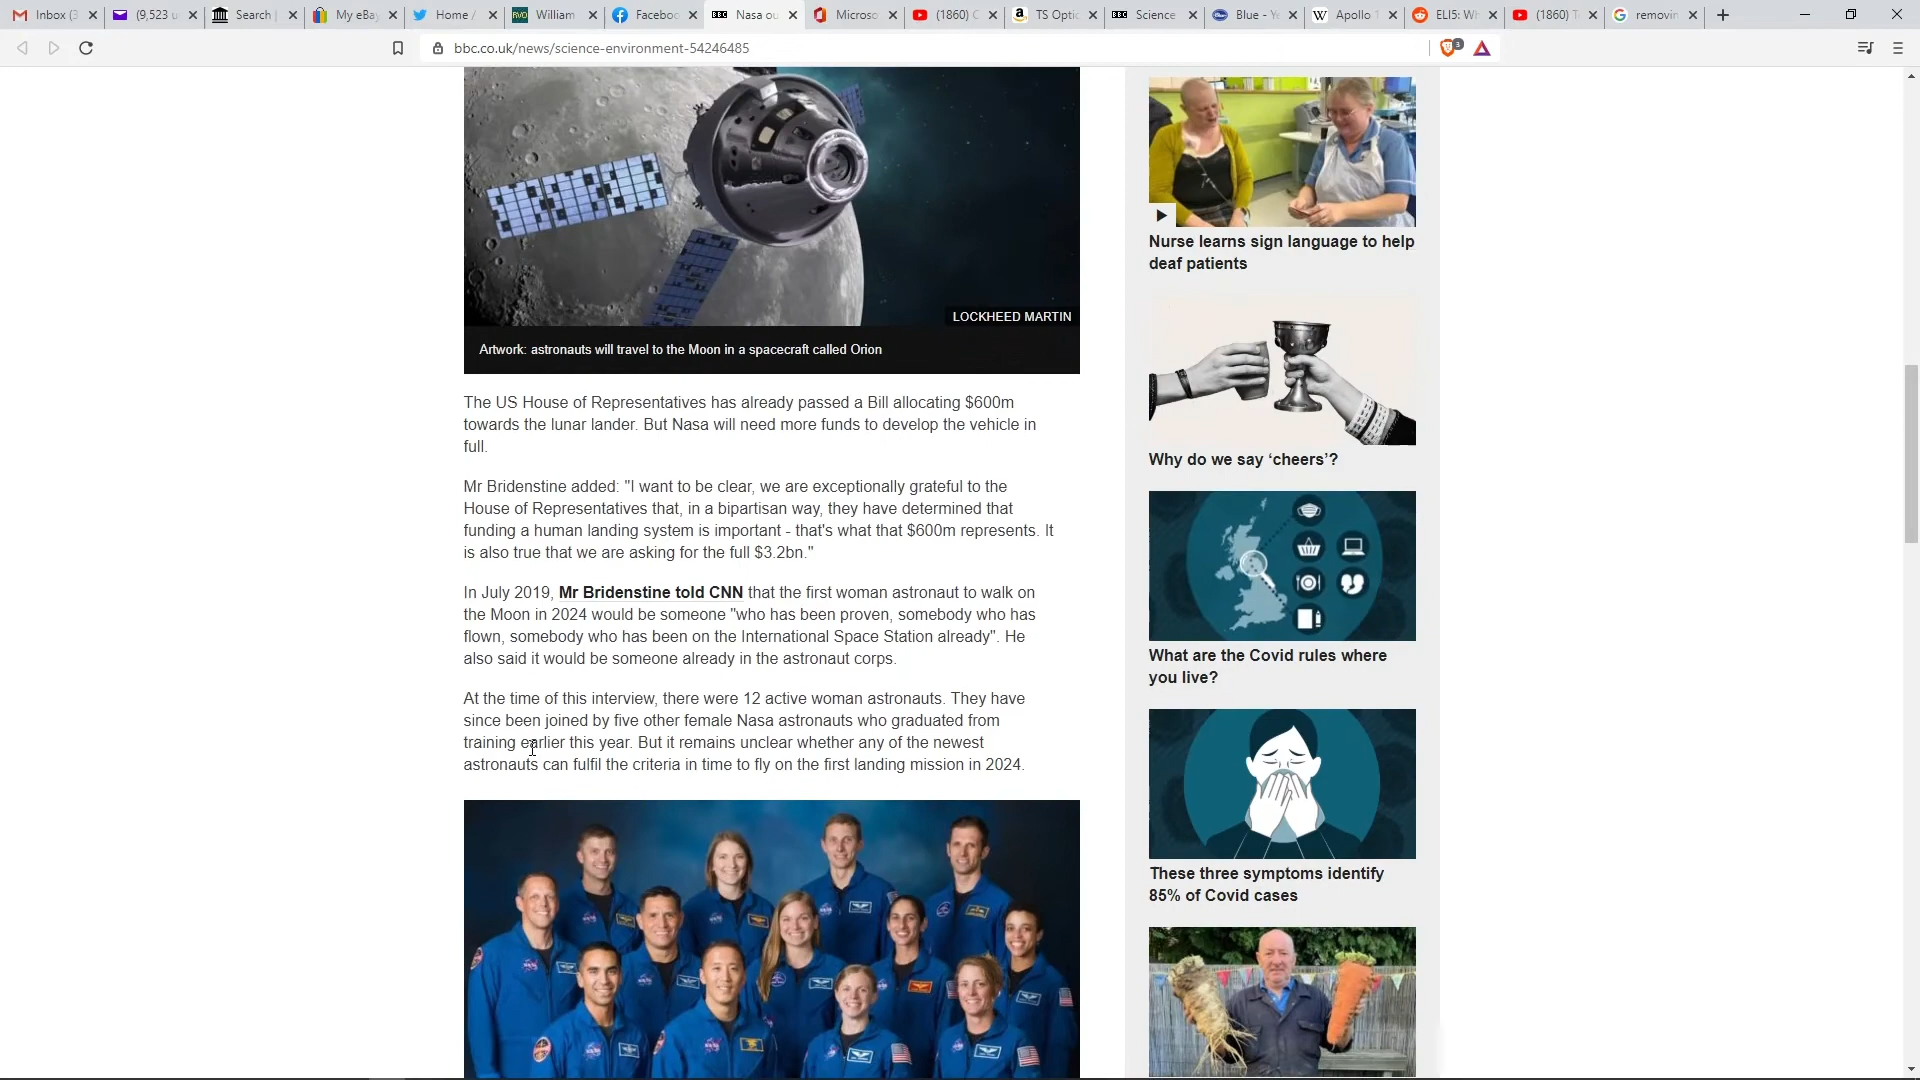 Inbox (3
(9,523 u
Search |
My eBay
Home /
RVO
William
Faceboo
BBC
Nasa ou
Microso
(1860) C
TS Optic
BBC
Science
Blue - Ye
W
Apollo 1
ELI5: Wh
(1860) T
removin
bbc.co.uk/news/science-environment-54246485
3
LOCKHEED MARTIN
Artwork: astronauts will travel to the Moon in a spacecraft called Orion
The US House of Representatives has already passed a Bill allocating $600m
towards the lunar lander. But Nasa will need more funds to develop the vehicle in
full.
Mr Bridenstine added: "I want to be clear, we are exceptionally grateful to the
House of Representatives that, in a bipartisan way, they have determined that
funding a human landing system is important - that's what that $600m represents. It
is also true that we are asking for the full $3.2bn."
In July 2019, Mr Bridenstine told CNN that the first woman astronaut to walk on
the Moon in 2024 would be someone "who has been proven, somebody who has
flown, somebody who has been on the International Space Station already". He
also said it would be someone already in the astronaut corps.
At the time of this interview, there were 12 active woman astronauts. They have
since been joined by five other female Nasa astronauts who graduated from
training earlier this year. But it remains unclear whether any of the newest
astronauts can fulfil the criteria in time to fly on the first landing mission in 2024.
Nurse learns sign language to help
deaf patients
Why do we say ‘cheers’?
What are the Covid rules where
you live?
These three symptoms identify
85% of Covid cases